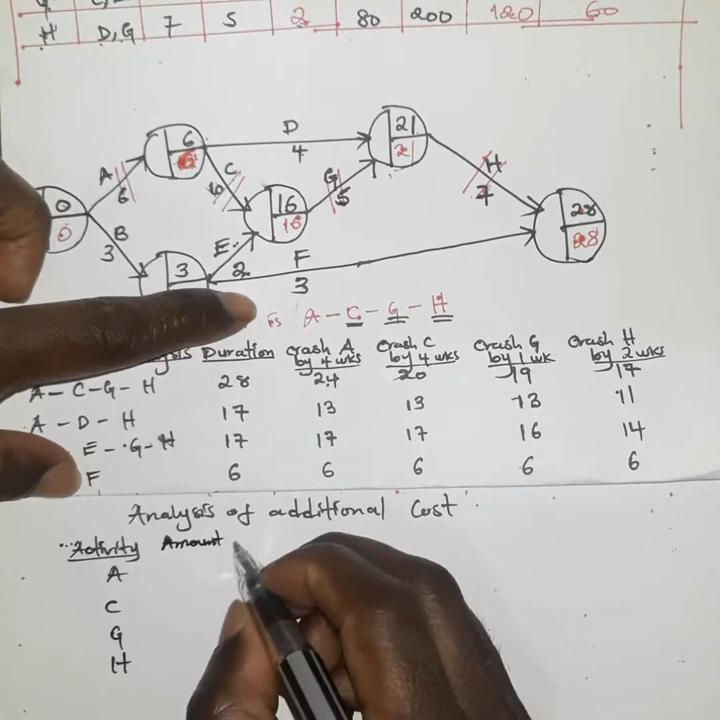 H D,G 7 5 2 80 200 120 60
D
4
21
21
6
A
6
C
G
5
H
7
0
0
16
16
28
28
B
3
E
2
F
3
3
A - C - G - H
Duration Crash A by 4 wks Crash C by 4 wks Crash G by 1 wk Crash H by 2 wks
A - C - G - H 28 24 20 19 17
A - D - H 17 13 13 13 11
E - G - H 17 17 17 16 14
F 6 6 6 6 6
Analysis of additional Cost
Activity Amount
A
C
G
H